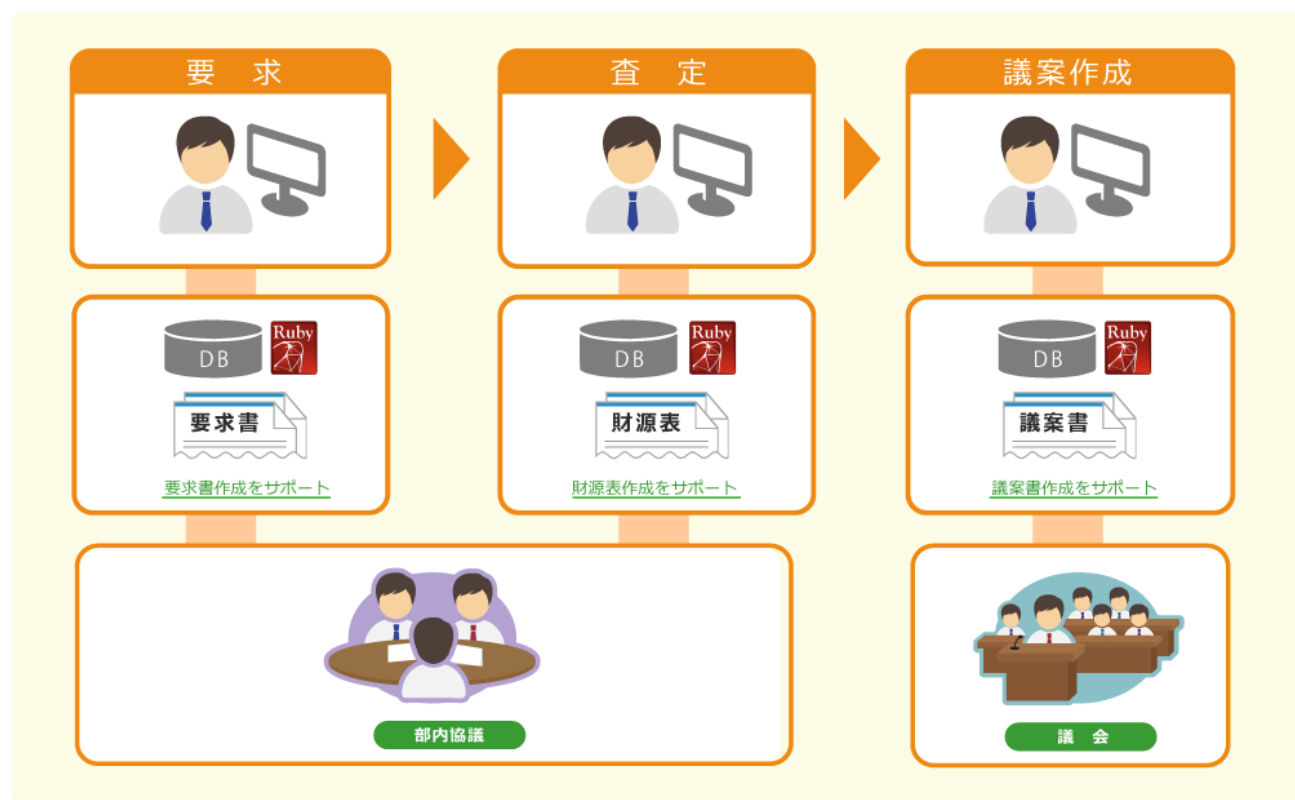 要　求
査　定
議案作成
DB
Ruby
要求書
要求書作成をサポート
DB
Ruby
財源表
財源表作成をサポート
DB
Ruby
議案書
議案書作成をサポート
部内協議
議　会